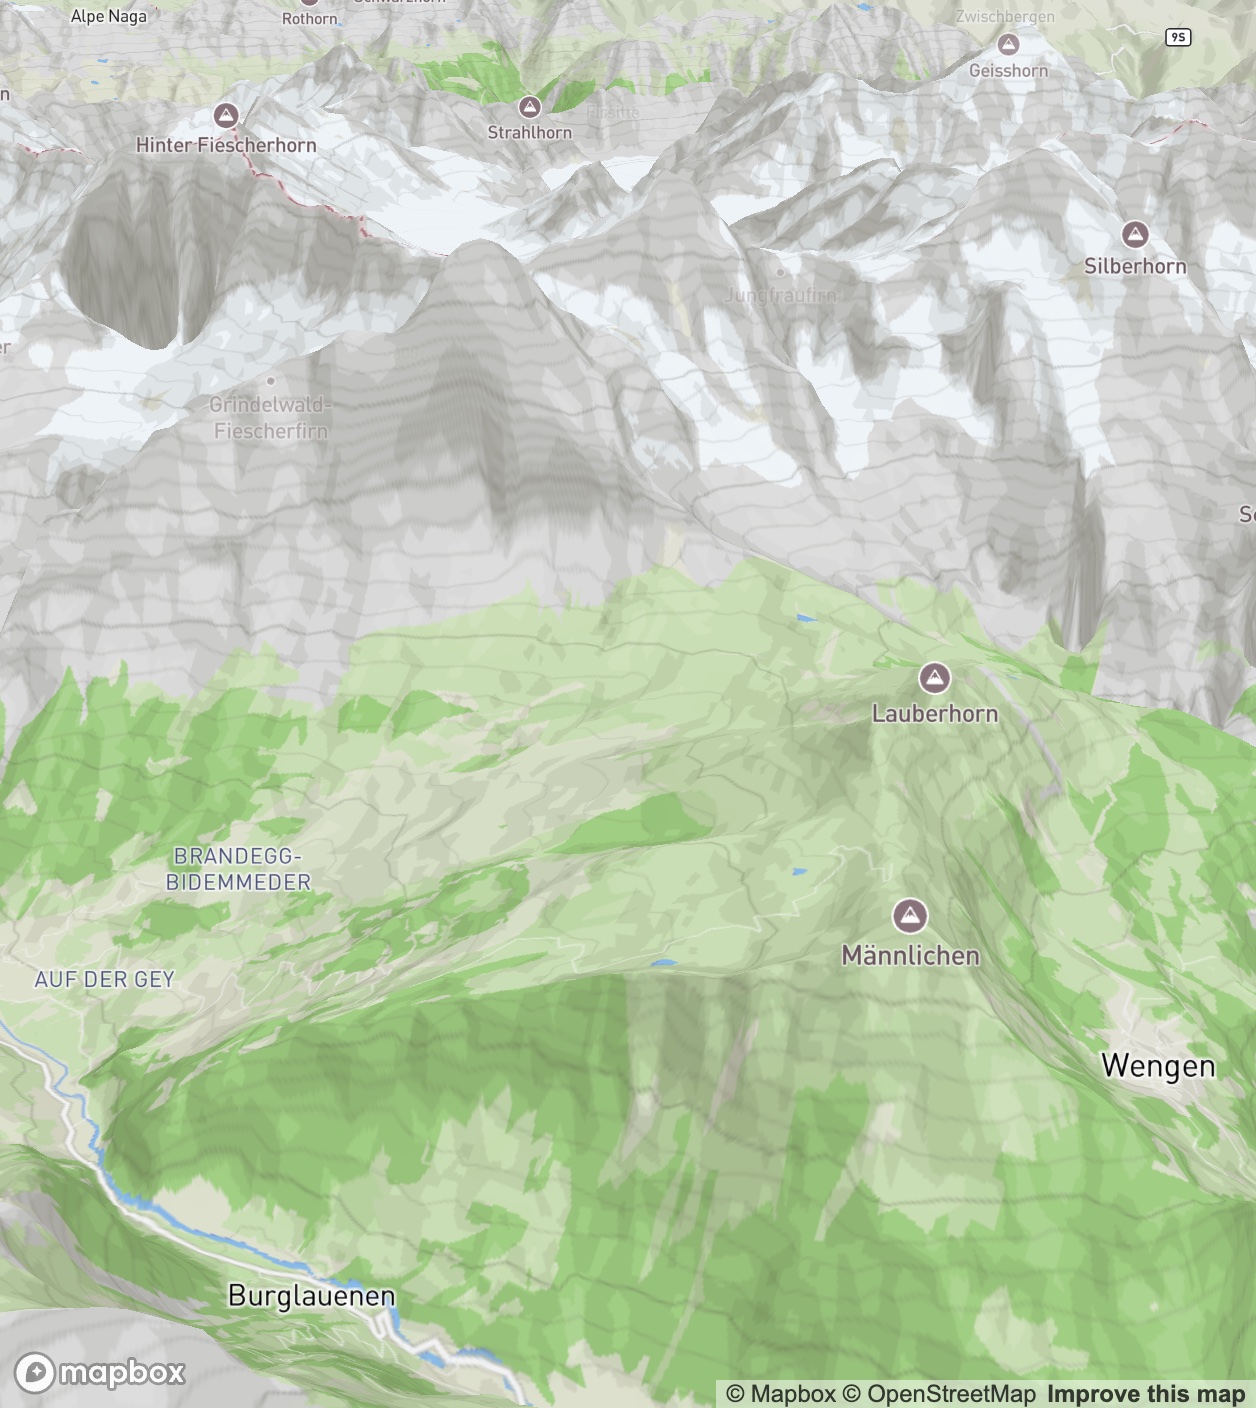 Alpe Naga
Rothorn
Zwischbergen
9S
Geisshorn
Strahlhorn
Hinter Fiescherhorn
Silberhorn
Jungfraufirn
Grindelwald-
Fiescherfirn
Lauberhorn
BRANDEGG-
BIDEMMEDER
Männlichen
AUF DER GEY
Wengen
Burglauenen
mapbox
© Mapbox © OpenStreetMap Improve this map